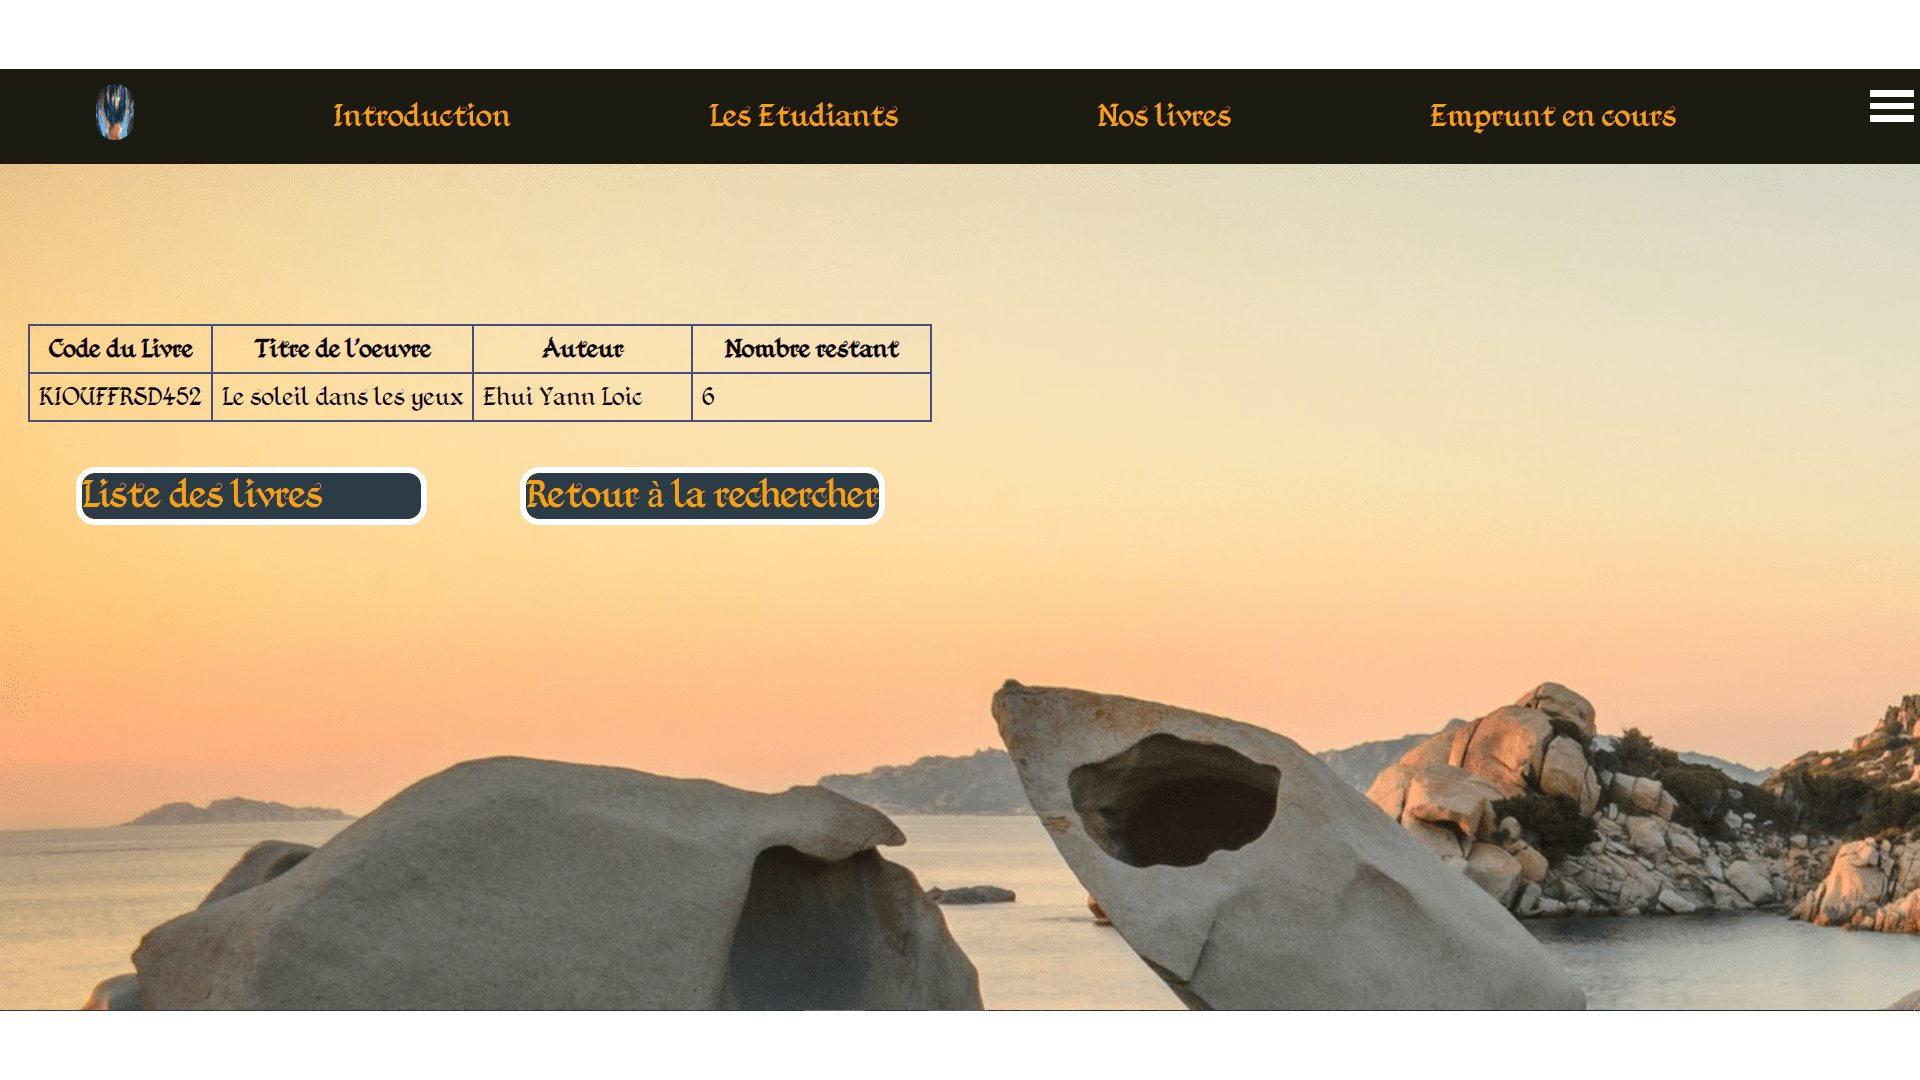 Introduction Les Etudiants Nos livres Emprunt en cours
Code du Livre Titre de l'oeuvre Auteur Nombre restant
KIOUFFRSD452 Le soleil dans les yeux Ehui Yann Loic 6
Liste des livres Retour à la rechercher